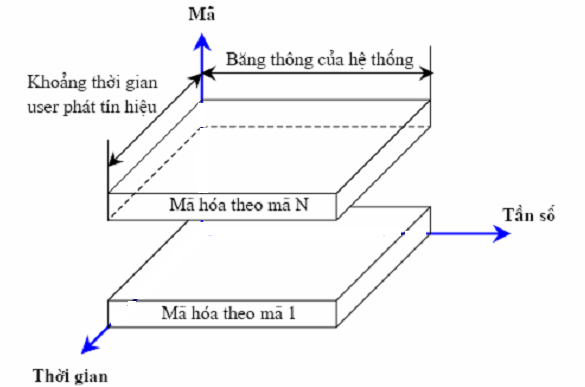 Mã
Băng thông của hệ thống
Khoảng thời gian
user phát tín hiệu
Mã hóa theo mã N
Tần số
Mã hóa theo mã 1
Thời gian